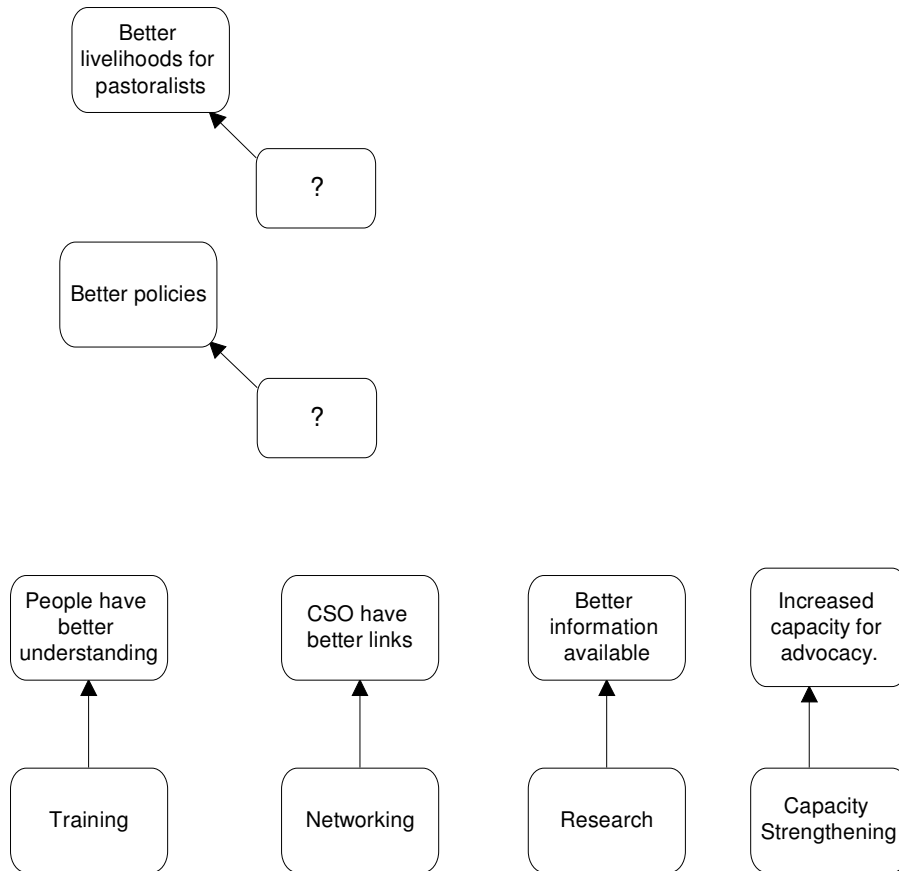 Better
livelihoods for
pastoralists
?
Better policies
?
People have
better
understanding
CSO have
better links
Better
information
available
Increased
capacity for
advocacy.
Training
Networking
Research
Capacity
Strengthening